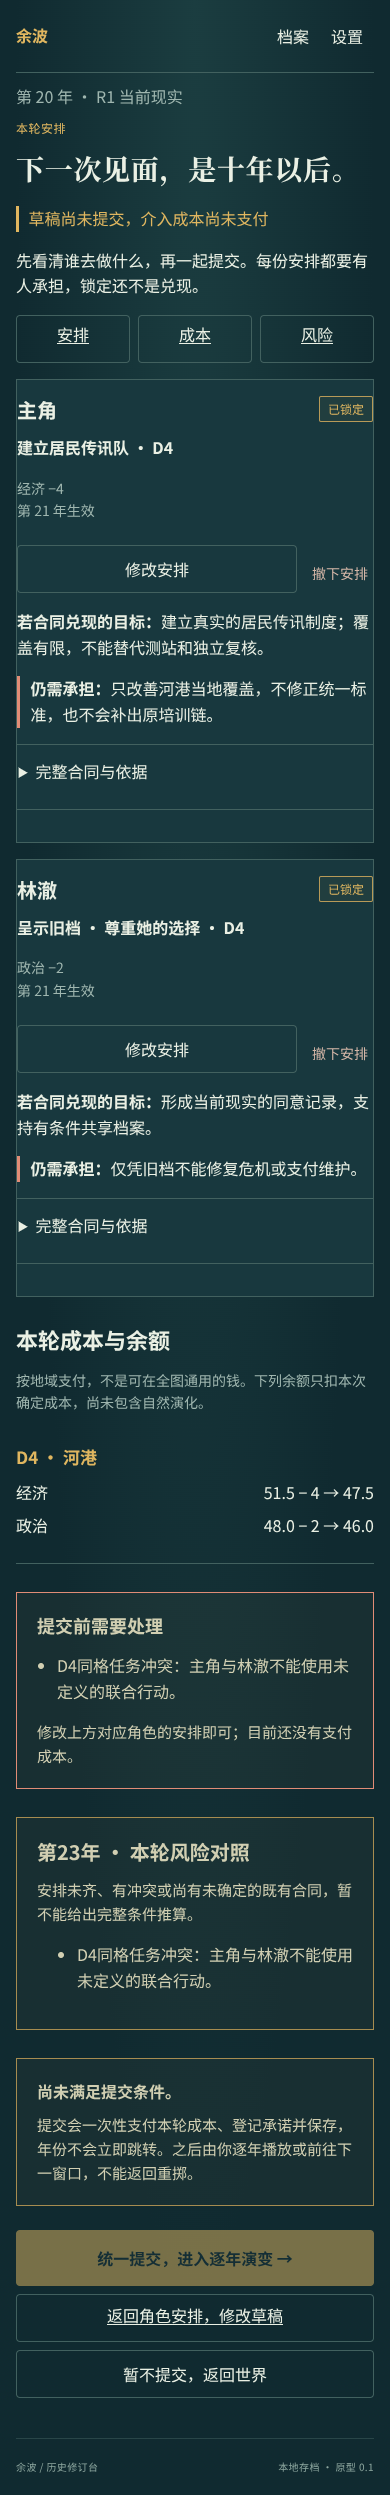 余波
档案 设置
第 20 年 · R1 当前现实
本轮安排
下一次见面，是十年以后。
草稿尚未提交，介入成本尚未支付
先看清谁去做什么，再一起提交。每份安排都要有
人承担，锁定还不是兑现。
安排 成本 风险
主角 已锁定
建立居民传讯队 · D4
经济 −4
第 21 年生效
修改安排 撤下安排
若合同兑现的目标：建立真实的居民传讯制度；覆
盖有限，不能替代测站和独立复核。
仍需承担：只改善河港当地覆盖，不修正统一标
准，也不会补出原培训链。
▶ 完整合同与依据
林澈 已锁定
呈示旧档 · 尊重她的选择 · D4
政治 −2
第 21 年生效
修改安排 撤下安排
若合同兑现的目标：形成当前现实的同意记录，支
持有条件共享档案。
仍需承担：仅凭旧档不能修复危机或支付维护。
▶ 完整合同与依据
本轮成本与余额
按地域支付，不是可在全图通用的钱。下列余额只扣本次
确定成本，尚未包含自然演化。
D4 · 河港
经济 51.5 − 4 → 47.5
政治 48.0 − 2 → 46.0
提交前需要处理
• D4同格任务冲突：主角与林澈不能使用未
定义的联合行动。
修改上方对应角色的安排即可；目前还没有支付
成本。
第23年 · 本轮风险对照
安排未齐、有冲突或尚有未确定的既有合同，暂
不能给出完整条件推算。
• D4同格任务冲突：主角与林澈不能使用
未定义的联合行动。
尚未满足提交条件。
提交会一次性支付本轮成本、登记承诺并保存，
年份不会立即跳转。之后由你逐年播放或前往下
一窗口，不能返回重掷。
统一提交，进入逐年演变 →
返回角色安排，修改草稿
暂不提交，返回世界
余波 / 历史修订台 本地存档 · 原型 0.1